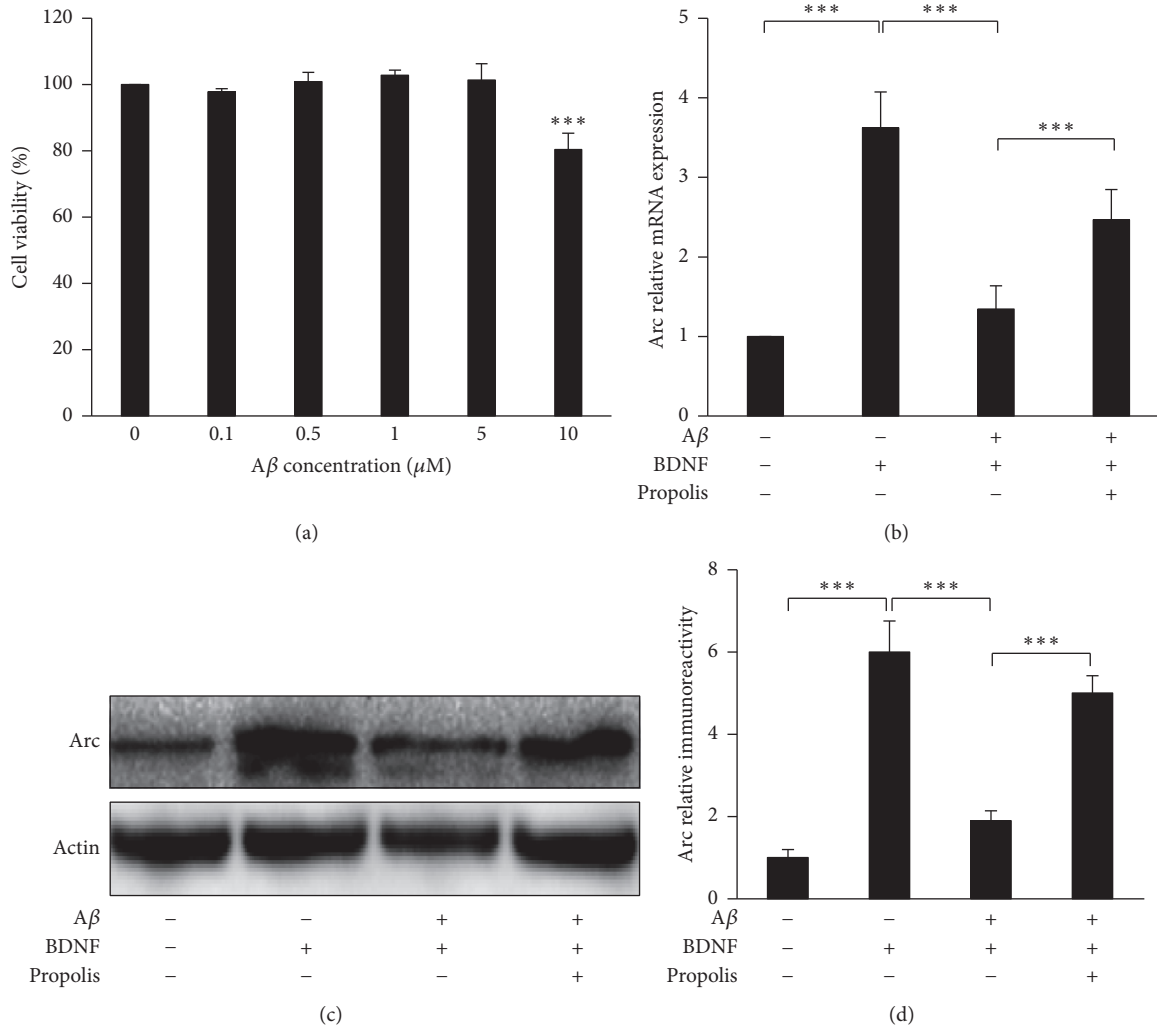 120
100
80
60
40
20
0
Cell viability (%)
***
0 0.1 0.5 1 5 10
Aβ concentration (μM)
(a)
5
4
3
2
1
0
Arc relative mRNA expression
*** ***
***
Aβ − − + +
BDNF − + + +
Propolis − − − +
(b)
Arc
Actin
Aβ − − + +
BDNF − + + +
Propolis − − − +
(c)
8
6
4
2
0
Arc relative immunoreactivity
*** ***
***
Aβ − − + +
BDNF − + + +
Propolis − − − +
(d)